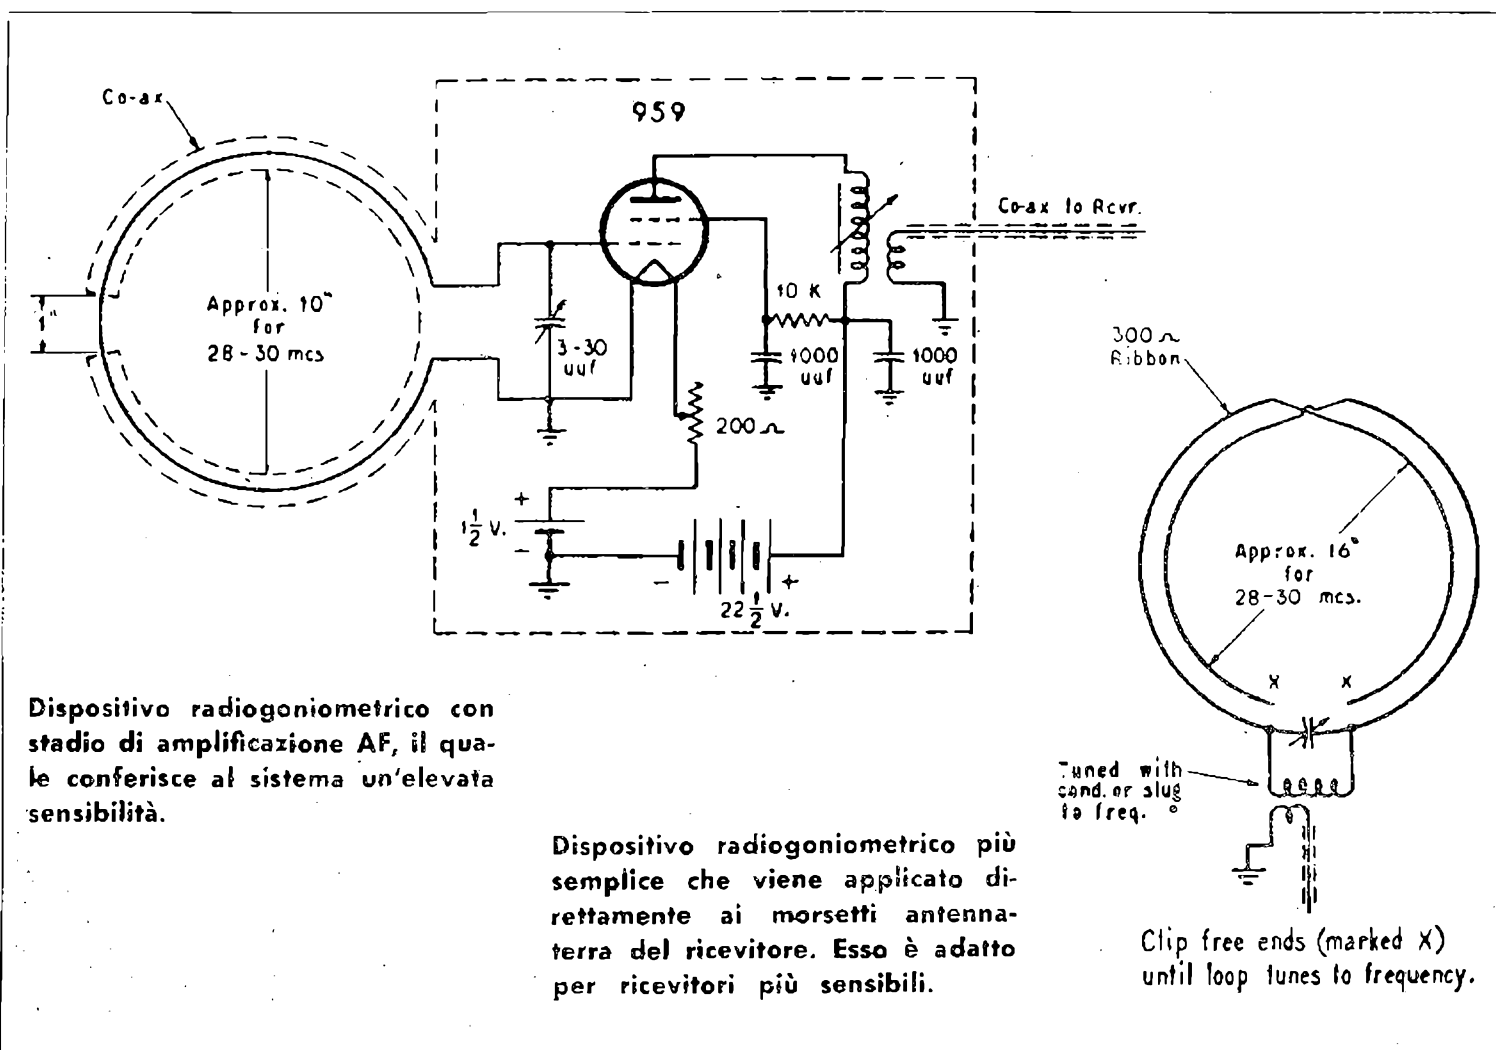 Co-ax
959
Co-ax to Rcvr.
Approx. 10"
for
28-30 mcs
1"
3-30
uuf
10 K
1000
uuf
1000
uuf
200 Ω
+
1 1/2 V.
-
-
+
22 1/2 V.
300 Ω
Ribbon
Approx. 16"
for
28-30 mcs.
X X
Tuned with
cond. or slug
to freq.
Clip free ends (marked X)
until loop tunes to frequency.
Dispositivo radiogoniometrico con
stadio di amplificazione AF, il qua-
le conferisce al sistema un'elevata
sensibilità.
Dispositivo radiogoniometrico più
semplice che viene applicato di-
rettamente ai morsetti antenna-
terra del ricevitore. Esso è adatto
per ricevitori più sensibili.